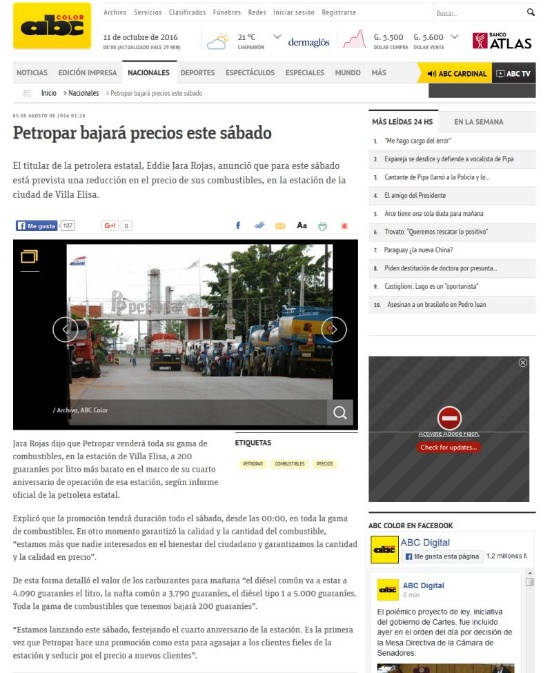 abc
COLOR
Archivo Servicios Clasificados Fúnebres Redes Iniciar sesión Registrarse
Buscar...
11 de octubre de 2016
00:00 (ACTUALIZADO HACE 29 MIN)
21 °C
CHAPARRÓN
dermaglós
G. 5.500
DOLAR COMPRA
G. 5.600
DOLAR VENTA
BANCO
ATLAS
NOTICIAS EDICIÓN IMPRESA NACIONALES DEPORTES ESPECTÁCULOS ESPECIALES MUNDO MÁS
ABC CARDINAL
ABC TV
Inicio > Nacionales > Petropar bajará precios este sábado
05 DE AGOSTO DE 2016 01:28
Petropar bajará precios este sábado
El titular de la petrolera estatal, Eddie Jara Rojas, anunció que para este sábado
está prevista una reducción en el precio de sus combustibles, en la estación de la
ciudad de Villa Elisa.
Me gusta 107
G+1 0
Aa
petropar
/ Archivo, ABC Color
Jara Rojas dijo que Petropar venderá toda su gama de
combustibles, en la estación de Villa Elisa, a 200
guaraníes por litro más barato en el marco de su cuarto
aniversario de operación de esa estación, según informe
oficial de la petrolera estatal.
ETIQUETAS
PETROPAR COMBUSTIBLES PRECIOS
Explicó que la promoción tendrá duración todo el sábado, desde las 00:00, en toda la gama
de combustibles. En otro momento garantizó la calidad y la cantidad del combustible,
“estamos más que nadie interesados en el bienestar del ciudadano y garantizamos la cantidad
y la calidad en precio”.
De esta forma detalló el valor de los carburantes para mañana “el diésel común va a estar a
4.090 guaraníes el litro, la nafta común a 3.790 guaraníes, el diésel tipo 1 a 5.000 guaraníes.
Toda la gama de combustibles que tenemos bajará 200 guaraníes”.
“Estamos lanzando este sábado, festejando el cuarto aniversario de la estación. Es la primera
vez que Petropar hace una promoción como esta para agasajar a los clientes fieles de la
estación y seducir por el precio a nuevos clientes”.
MÁS LEÍDAS 24 HS EN LA SEMANA
1. "Me hago cargo del error"
2. Expareja se desdice y defiende a vocalista de Pipa
3. Cantante de Pipa llamó a la Policía y lo...
4. El amigo del Presidente
5. Arce tiene una sola duda para mañana
6. Trovato: "Queremos rescatar lo positivo"
7. Paraguay ¿la nueva China?
8. Piden destitución de doctora por presunta...
9. Castiglioni: Lugo es un "oportunista"
10. Asesinan a un brasileño en Pedro Juan
Activate Adobe Flash.
Check for updates...
ABC COLOR EN FACEBOOK
abc
ABC Digital
Me gusta esta página
1,2 millones
abc
ABC Digital
6 min
El polémico proyecto de ley, iniciativa
del gobierno de Cartes, fue incluido
ayer en el orden del día por decisión de
la Mesa Directiva de la Cámara de
Senadores: